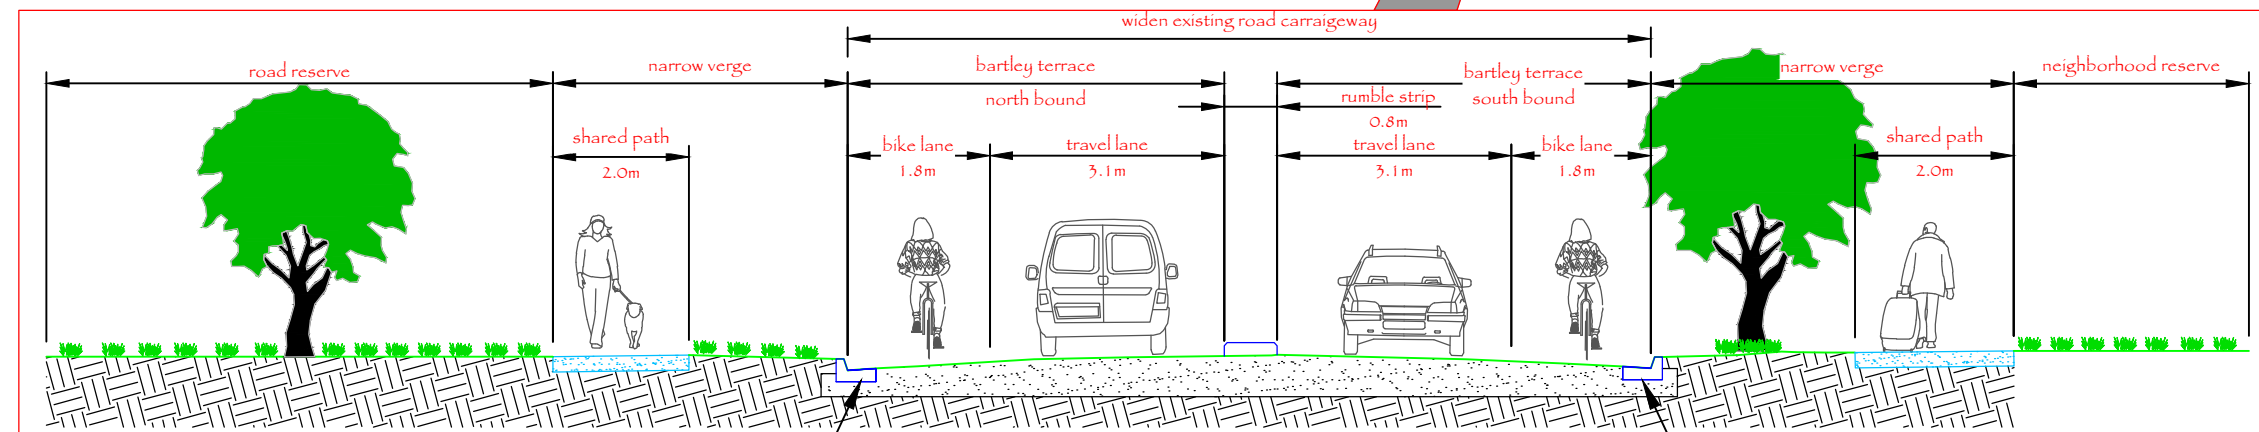 widen existing road carraigeway
road reserve
narrow verge
bartley terrace
north bound
bartley terrace
south bound
rumble strip
0.8m
narrow verge
neighborhood reserve
shared path
2.0m
bike lane
1.8m
travel lane
3.1m
travel lane
3.1m
bike lane
1.8m
shared path
2.0m